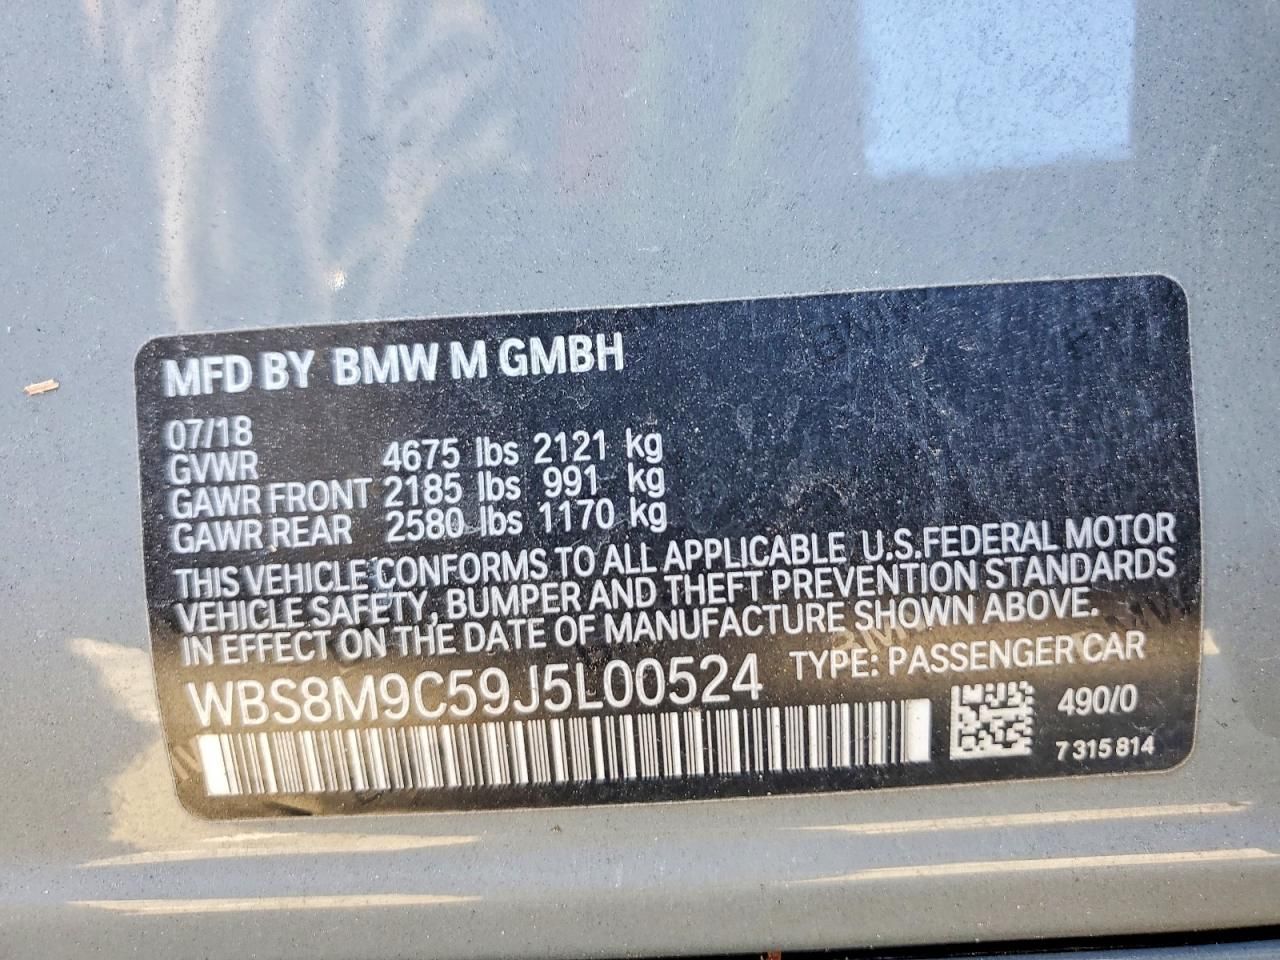 MFD BY BMW M GMBH
07/18
GVWR 4675 lbs 2121 kg
GAWR FRONT 2185 lbs 991 kg
GAWR REAR 2580 lbs 1170 kg
THIS VEHICLE CONFORMS TO ALL APPLICABLE U.S.FEDERAL MOTOR
VEHICLE SAFETY, BUMPER AND THEFT PREVENTION STANDARDS
IN EFFECT ON THE DATE OF MANUFACTURE SHOWN ABOVE.
WBS8M9C59J5L00524 TYPE: PASSENGER CAR
490/0
7 315 814